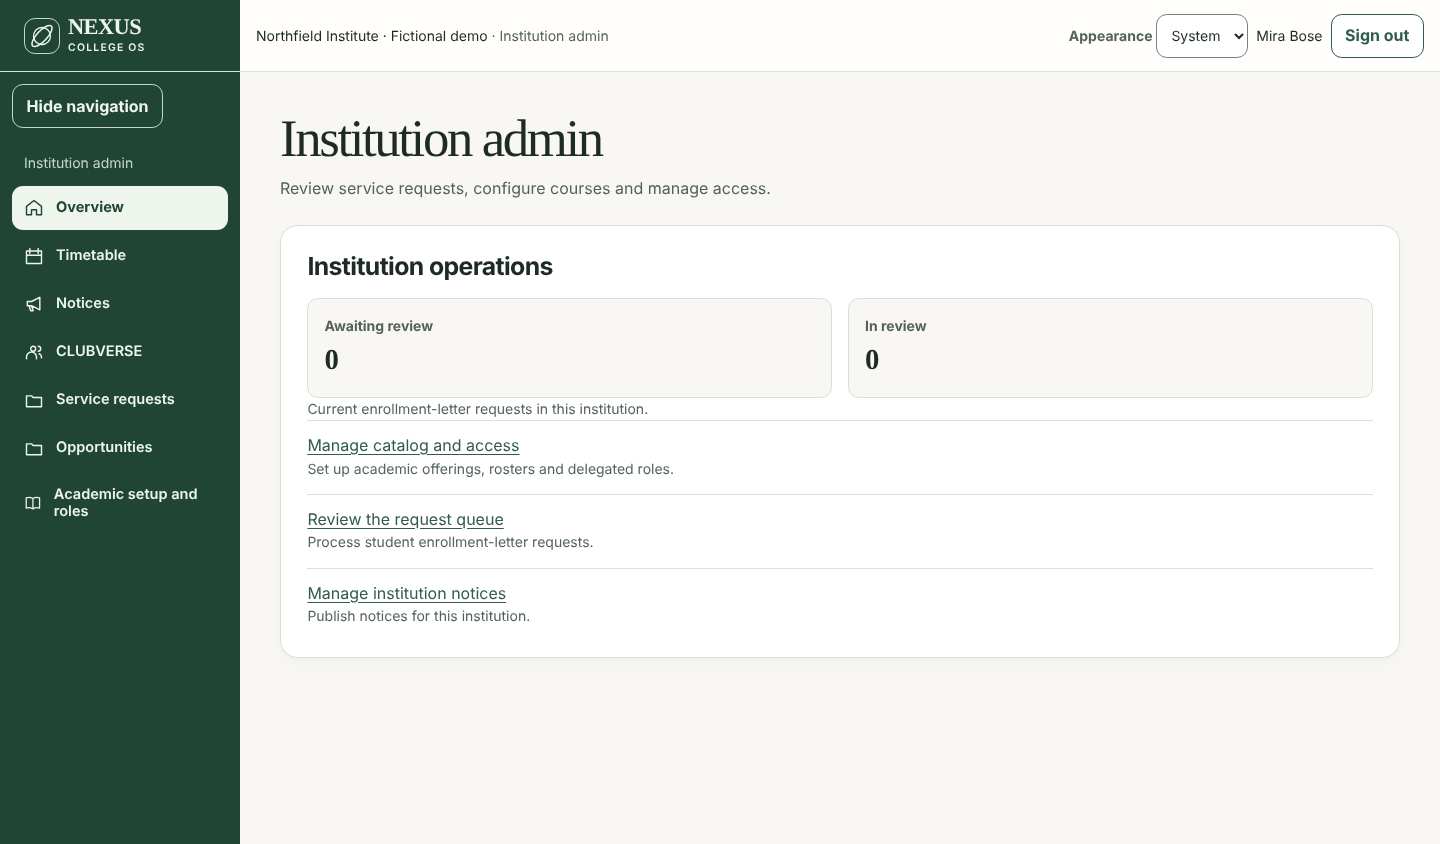 NEXUS
COLLEGE OS
Northfield Institute · Fictional demo · Institution admin
Appearance
System
Mira Bose
Sign out
Hide navigation
Institution admin
Overview
Timetable
Notices
CLUBVERSE
Service requests
Opportunities
Academic setup and
roles
Institution admin
Review service requests, configure courses and manage access.
Institution operations
Awaiting review
0
In review
0
Current enrollment-letter requests in this institution.
Manage catalog and access
Set up academic offerings, rosters and delegated roles.
Review the request queue
Process student enrollment-letter requests.
Manage institution notices
Publish notices for this institution.